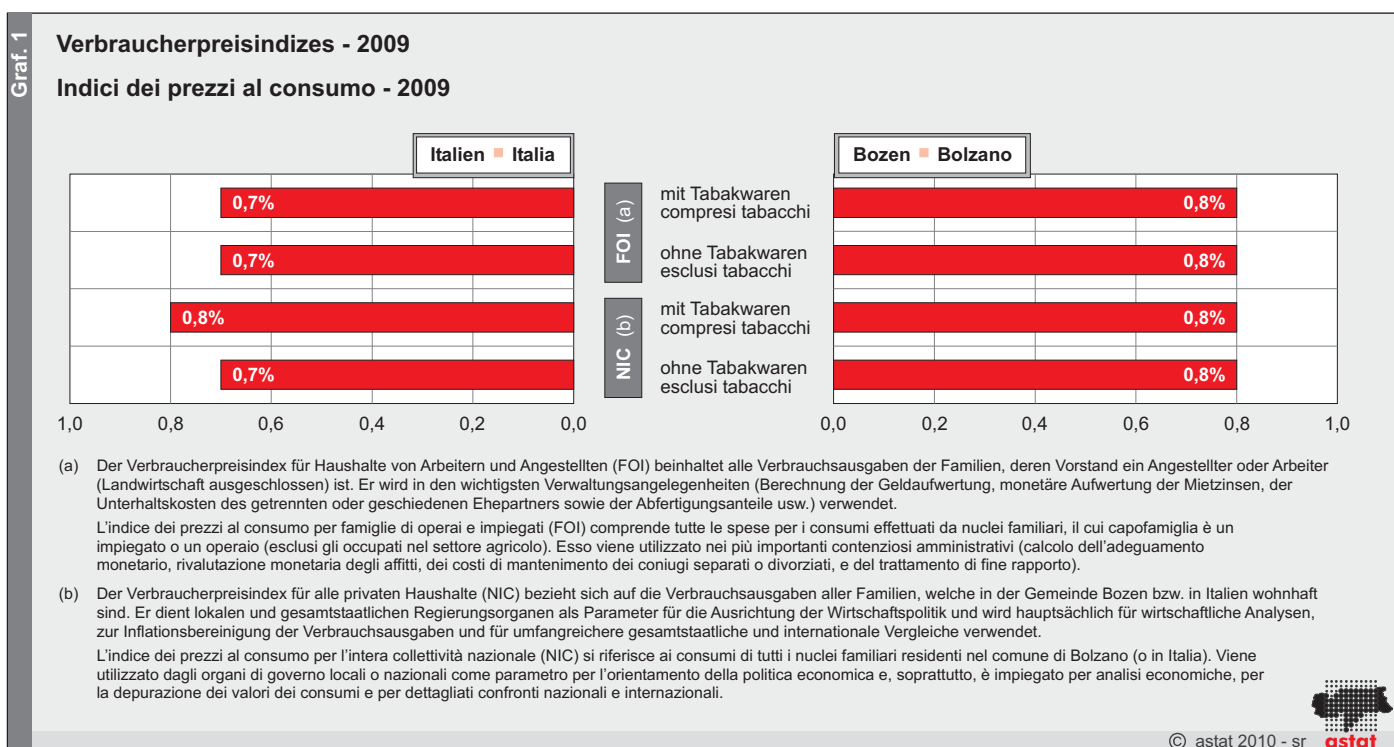 Graf. 1
Verbraucherpreisindizes - 2009
Indici dei prezzi al consumo - 2009
Italien Italia
Bozen Bolzano
0,7%
FOI (a)
mit Tabakwaren
compresi tabacchi
0,8%
0,7%
ohne Tabakwaren
esclusi tabacchi
0,8%
0,8%
NIC (b)
mit Tabakwaren
compresi tabacchi
0,8%
0,7%
ohne Tabakwaren
esclusi tabacchi
0,8%
1,0 0,8 0,6 0,4 0,2 0,0
0,0 0,2 0,4 0,6 0,8 1,0
(a) Der Verbraucherpreisindex für Haushalte von Arbeitern und Angestellten (FOI) beinhaltet alle Verbrauchsausgaben der Familien, deren Vorstand ein Angestellter oder Arbeiter
(Landwirtschaft ausgeschlossen) ist. Er wird in den wichtigsten Verwaltungsangelegenheiten (Berechnung der Geldaufwertung, monetäre Aufwertung der Mietzinsen, der
Unterhaltskosten des getrennten oder geschiedenen Ehepartners sowie der Abfertigungsanteile usw.) verwendet.
L'indice dei prezzi al consumo per famiglie di operai e impiegati (FOI) comprende tutte le spese per i consumi effettuati da nuclei familiari, il cui capofamiglia è un
impiegato o un operaio (esclusi gli occupati nel settore agricolo). Esso viene utilizzato nei più importanti contenziosi amministrativi (calcolo dell'adeguamento
monetario, rivalutazione monetaria degli affitti, dei costi di mantenimento dei coniugi separati o divorziati, e del trattamento di fine rapporto).
(b) Der Verbraucherpreisindex für alle privaten Haushalte (NIC) bezieht sich auf die Verbrauchsausgaben aller Familien, welche in der Gemeinde Bozen bzw. in Italien wohnhaft
sind. Er dient lokalen und gesamtstaatlichen Regierungsorganen als Parameter für die Ausrichtung der Wirtschaftspolitik und wird hauptsächlich für wirtschaftliche Analysen,
zur Inflationsbereinigung der Verbrauchsausgaben und für umfangreichere gesamtstaatliche und internationale Vergleiche verwendet.
L'indice dei prezzi al consumo per l'intera collettività nazionale (NIC) si riferisce ai consumi di tutti i nuclei familiari residenti nel comune di Bolzano (o in Italia). Viene
utilizzato dagli organi di governo locali o nazionali come parametro per l'orientamento della politica economica e, soprattutto, è impiegato per analisi economiche, per
la depurazione dei valori dei consumi e per dettagliati confronti nazionali e internazionali.
© astat 2010 - sr
astat